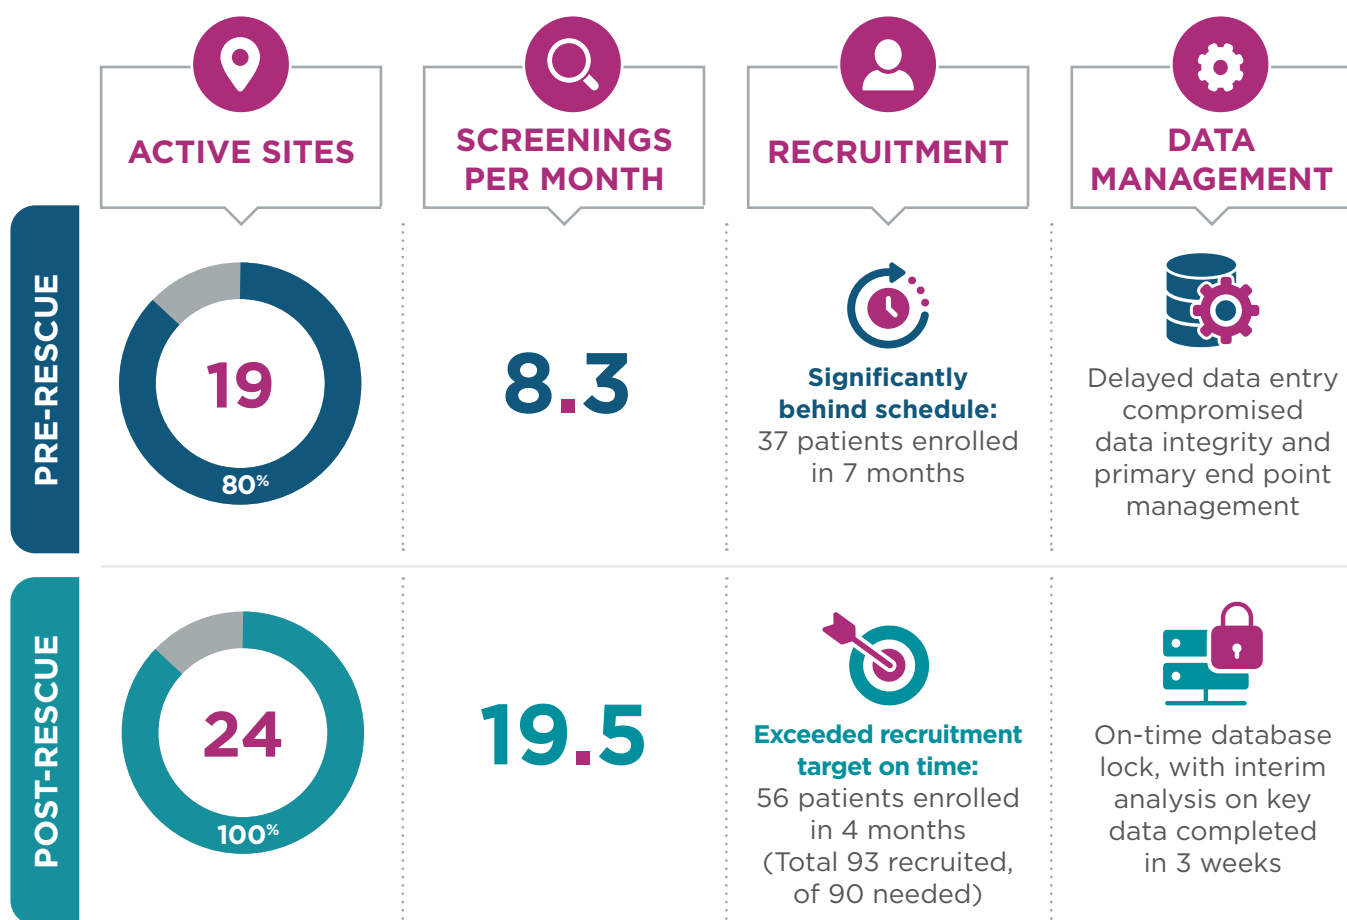 ACTIVE SITES
SCREENINGS
PER MONTH
RECRUITMENT
DATA
MANAGEMENT
PRE-RESCUE
19
80%
8.3
Significantly
behind schedule:
37 patients enrolled
in 7 months
Delayed data entry
compromised
data integrity and
primary end point
management
POST-RESCUE
24
100%
19.5
Exceeded recruitment
target on time:
56 patients enrolled
in 4 months
(Total 93 recruited,
of 90 needed)
On-time database
lock, with interim
analysis on key
data completed
in 3 weeks